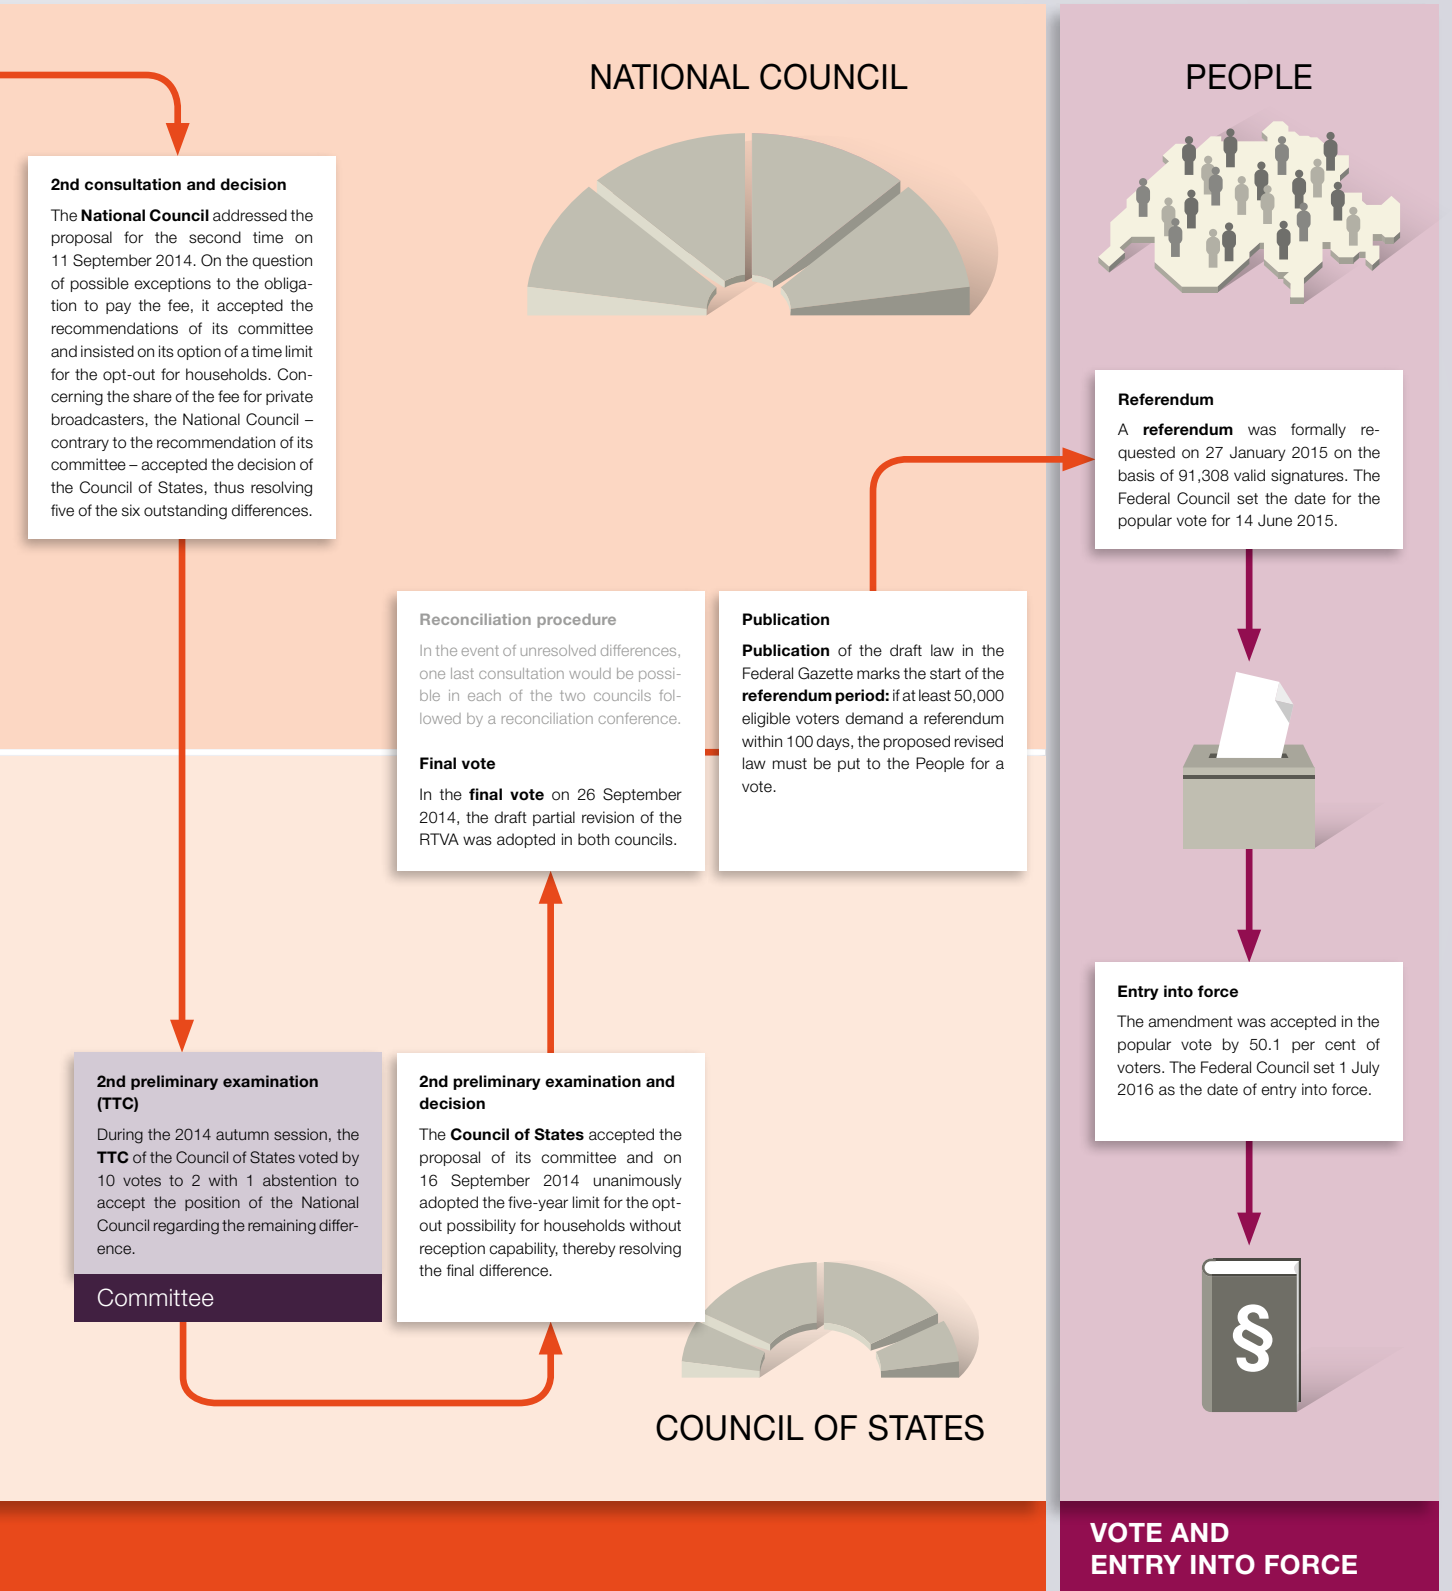 NATIONAL COUNCIL
PEOPLE
2nd consultation and decision
The National Council addressed the
proposal for the second time on
11 September 2014. On the question
of possible exceptions to the obliga-
tion to pay the fee, it accepted the
recommendations of its committee
and insisted on its option of a time limit
for the opt-out for households. Con-
cerning the share of the fee for private
broadcasters, the National Council –
contrary to the recommendation of its
committee – accepted the decision of
the Council of States, thus resolving
five of the six outstanding differences.
Referendum
A referendum was formally re-
quested on 27 January 2015 on the
basis of 91,308 valid signatures. The
Federal Council set the date for the
popular vote for 14 June 2015.
Reconciliation procedure
In the event of unresolved differences,
one last consultation would be possi-
ble in each of the two councils fol-
lowed by a reconciliation conference.
Final vote
In the final vote on 26 September
2014, the draft partial revision of the
RTVA was adopted in both councils.
Publication
Publication of the draft law in the
Federal Gazette marks the start of the
referendum period: if at least 50,000
eligible voters demand a referendum
within 100 days, the proposed revised
law must be put to the People for a
vote.
Entry into force
The amendment was accepted in the
popular vote by 50.1 per cent of
voters. The Federal Council set 1 July
2016 as the date of entry into force.
2nd preliminary examination
(TTC)
During the 2014 autumn session, the
TTC of the Council of States voted by
10 votes to 2 with 1 abstention to
accept the position of the National
Council regarding the remaining differ-
ence.
Committee
2nd preliminary examination and
decision
The Council of States accepted the
proposal of its committee and on
16 September 2014 unanimously
adopted the five-year limit for the opt-
out possibility for households without
reception capability, thereby resolving
the final difference.
§
COUNCIL OF STATES
VOTE AND
ENTRY INTO FORCE